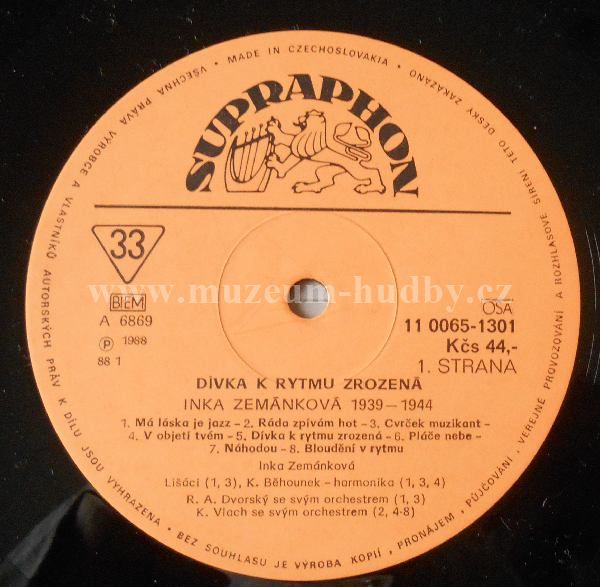 VŠECHNA PRÁVA VÝROBCE A VLASTNÍKŮ AUTORSKÝCH PRÁV K DÍLU JSOU VYHRAZENA • BEZ SOUHLASU JE VÝROBA KOPIÍ, PRONÁJEM, PŮJČOVÁNÍ, VEŘEJNÉ PROVOZOVÁNÍ A ROZHLASOVÉ ŠÍŘENÍ TÉTO DESKY ZAKÁZÁNO • MADE IN CZECHOSLOVAKIA •
SUPRAPHON
33
www.muzeum-hudby.cz
BIEM
OSA
A 6869
11 0065-1301
Ⓟ 1988
Kčs 44,-
88 1
1. STRANA
DÍVKA K RYTMU ZROZENÁ
INKA ZEMÁNKOVÁ 1939 – 1944
1. Má láska je jazz – 2. Ráda zpívám hot – 3. Cvrček muzikant –
– 4. V objetí tvém – 5. Dívka k rytmu zrozená – 6. Pláče nebe –
7. Náhodou – 8. Bloudění v rytmu
Inka Zemánková
Lišáci (1, 3), K. Běhounek – harmonika (1, 3, 4)
R. A. Dvorský se svým orchestrem (1, 3)
K. Vlach se svým orchestrem (2, 4-8)